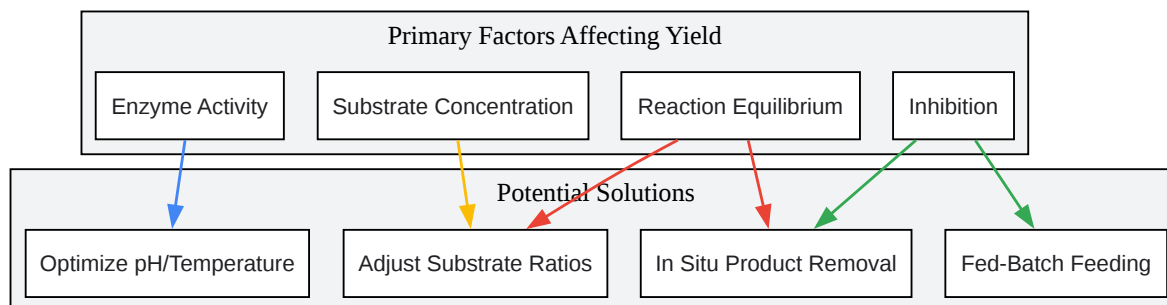 Primary Factors Affecting Yield
Enzyme Activity
Substrate Concentration
Reaction Equilibrium
Inhibition
Potential Solutions
Optimize pH/Temperature
Adjust Substrate Ratios
In Situ Product Removal
Fed-Batch Feeding